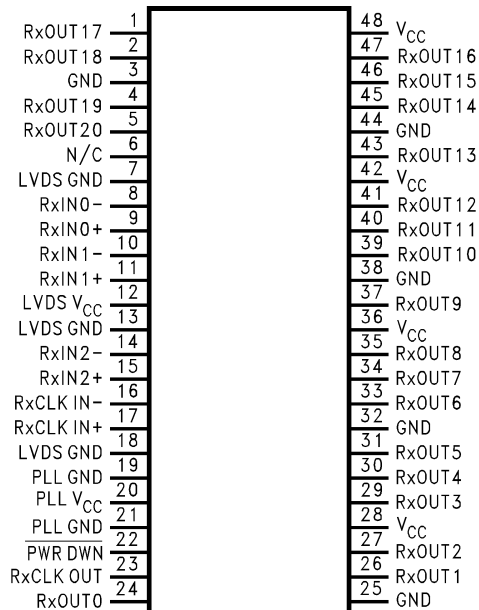 RxOUT17 1
RxOUT18 2
GND 3
RxOUT19 4
RxOUT20 5
N/C 6
LVDS GND 7
RxIN0- 8
RxIN0+ 9
RxIN1- 10
RxIN1+ 11
LVDS VCC 12
LVDS GND 13
RxIN2- 14
RxIN2+ 15
RxCLK IN- 16
RxCLK IN+ 17
LVDS GND 18
PLL GND 19
PLL VCC 20
PLL GND 21
PWR DWN 22
RxCLK OUT 23
RxOUT0 24
48 VCC
47 RxOUT16
46 RxOUT15
45 RxOUT14
44 GND
43 RxOUT13
42 VCC
41 RxOUT12
40 RxOUT11
39 RxOUT10
38 GND
37 RxOUT9
36 VCC
35 RxOUT8
34 RxOUT7
33 RxOUT6
32 GND
31 RxOUT5
30 RxOUT4
29 RxOUT3
28 VCC
27 RxOUT2
26 RxOUT1
25 GND